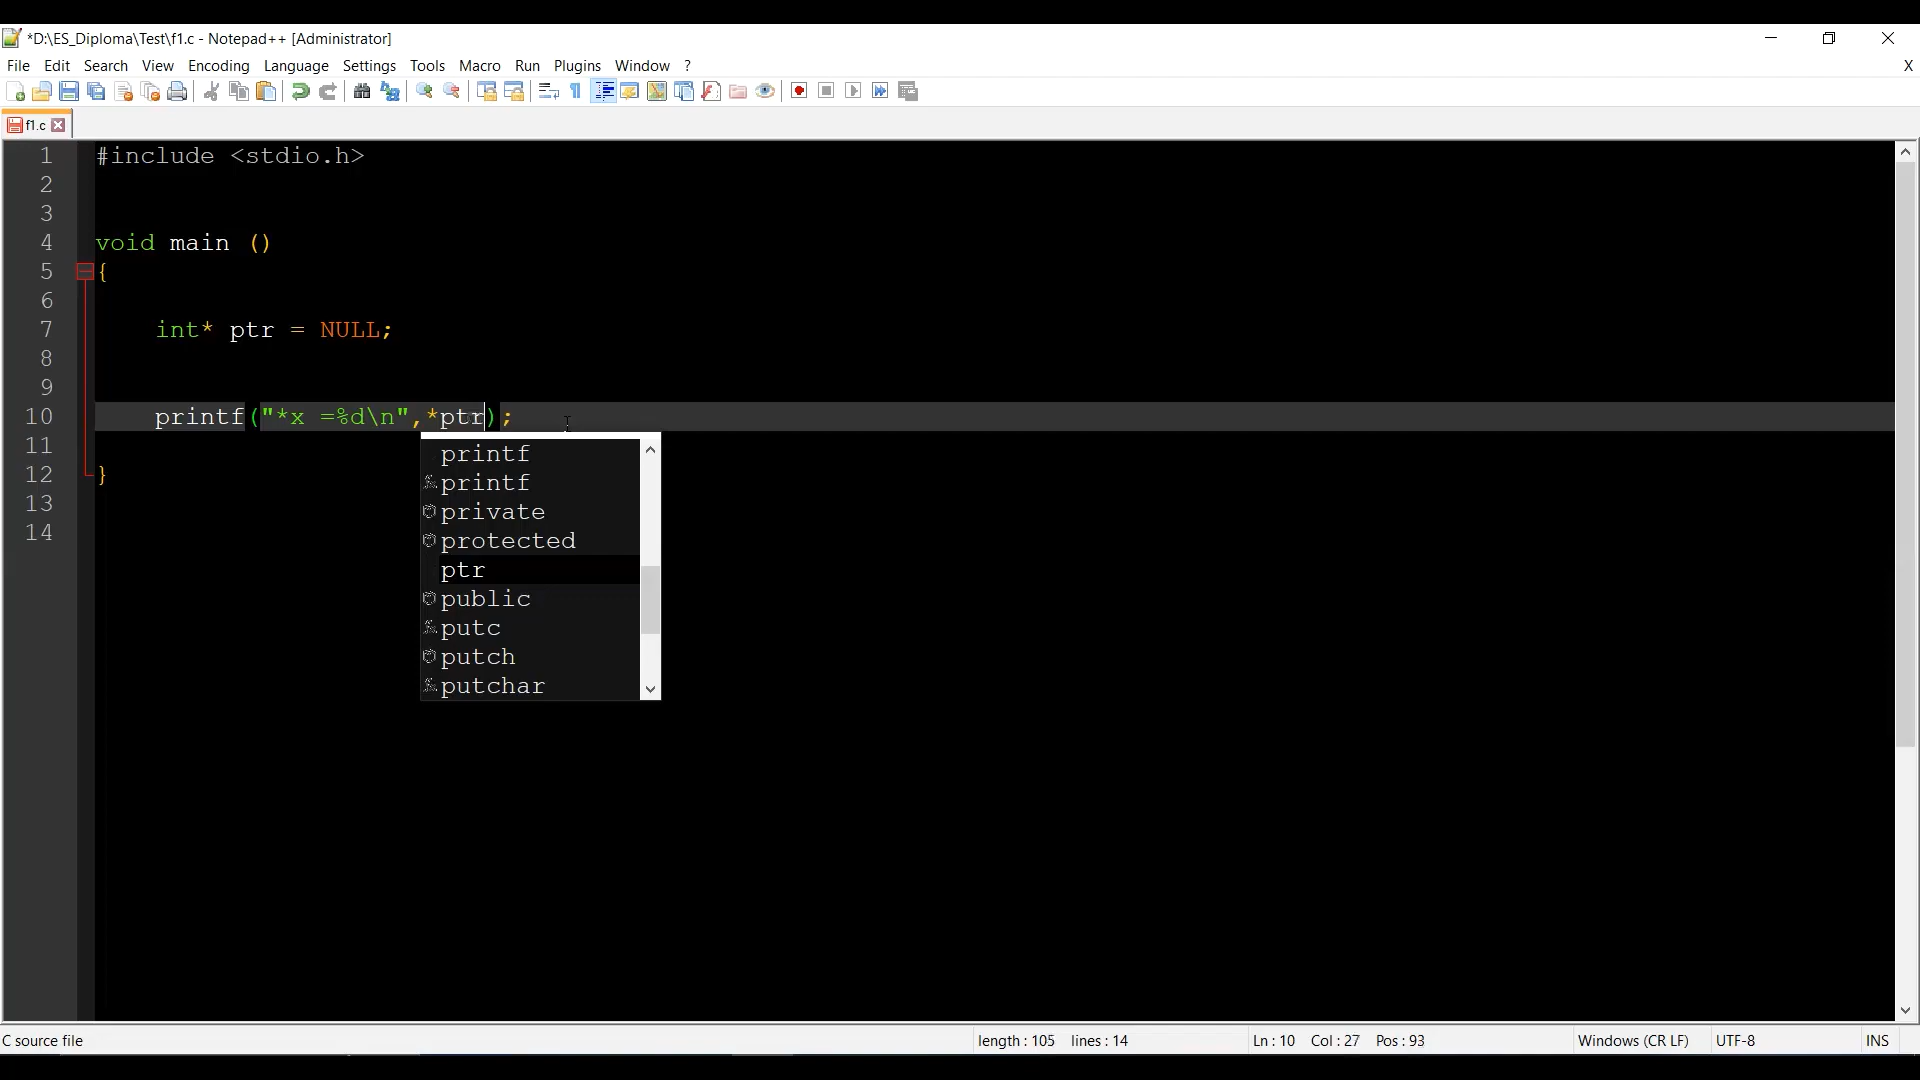 *D:\ES_Diploma\Test\f1.c - Notepad++ [Administrator]
File Edit Search View Encoding Language Settings Tools Macro Run Plugins Window ? X
f1.c
1 #include <stdio.h>
2
3
4 void main ()
5 {
6
7 int* ptr = NULL;
8
9
10 printf("*x =%d\n",*ptr);
11
12 }
13
14
printf
printf
private
protected
ptr
public
putc
putch
putchar
C source file length : 105 lines : 14 Ln : 10 Col : 27 Pos : 93 Windows (CR LF) UTF-8 INS